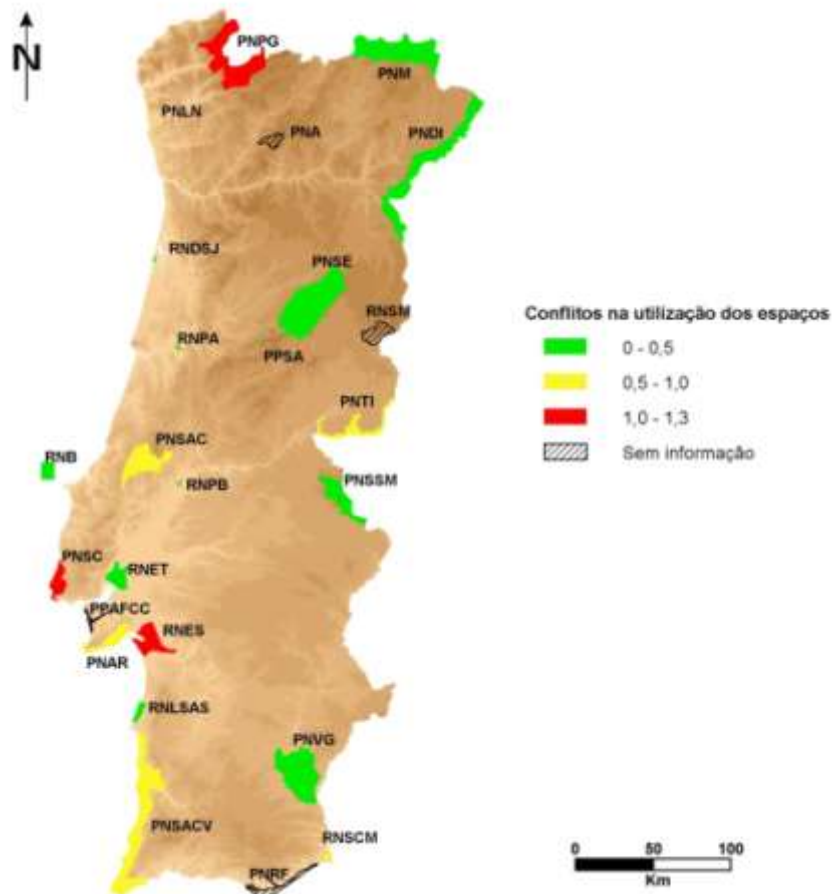 N
PNPG
PNM
PNLN
PNA
PNDI
RNDSJ
PNSE
RNSM
RNPA
PPSA
PNTI
PNSAC
RNB
RNPB
PNSSM
PNSC
RNET
PPAFCC
RNES
PNAR
RNLSAS
PNVG
PNSACV
RNSCM
PNRF
Conflitos na utilização dos espaços
0 - 0,5
0,5 - 1,0
1,0 - 1,3
Sem informação
0 50 100
Km